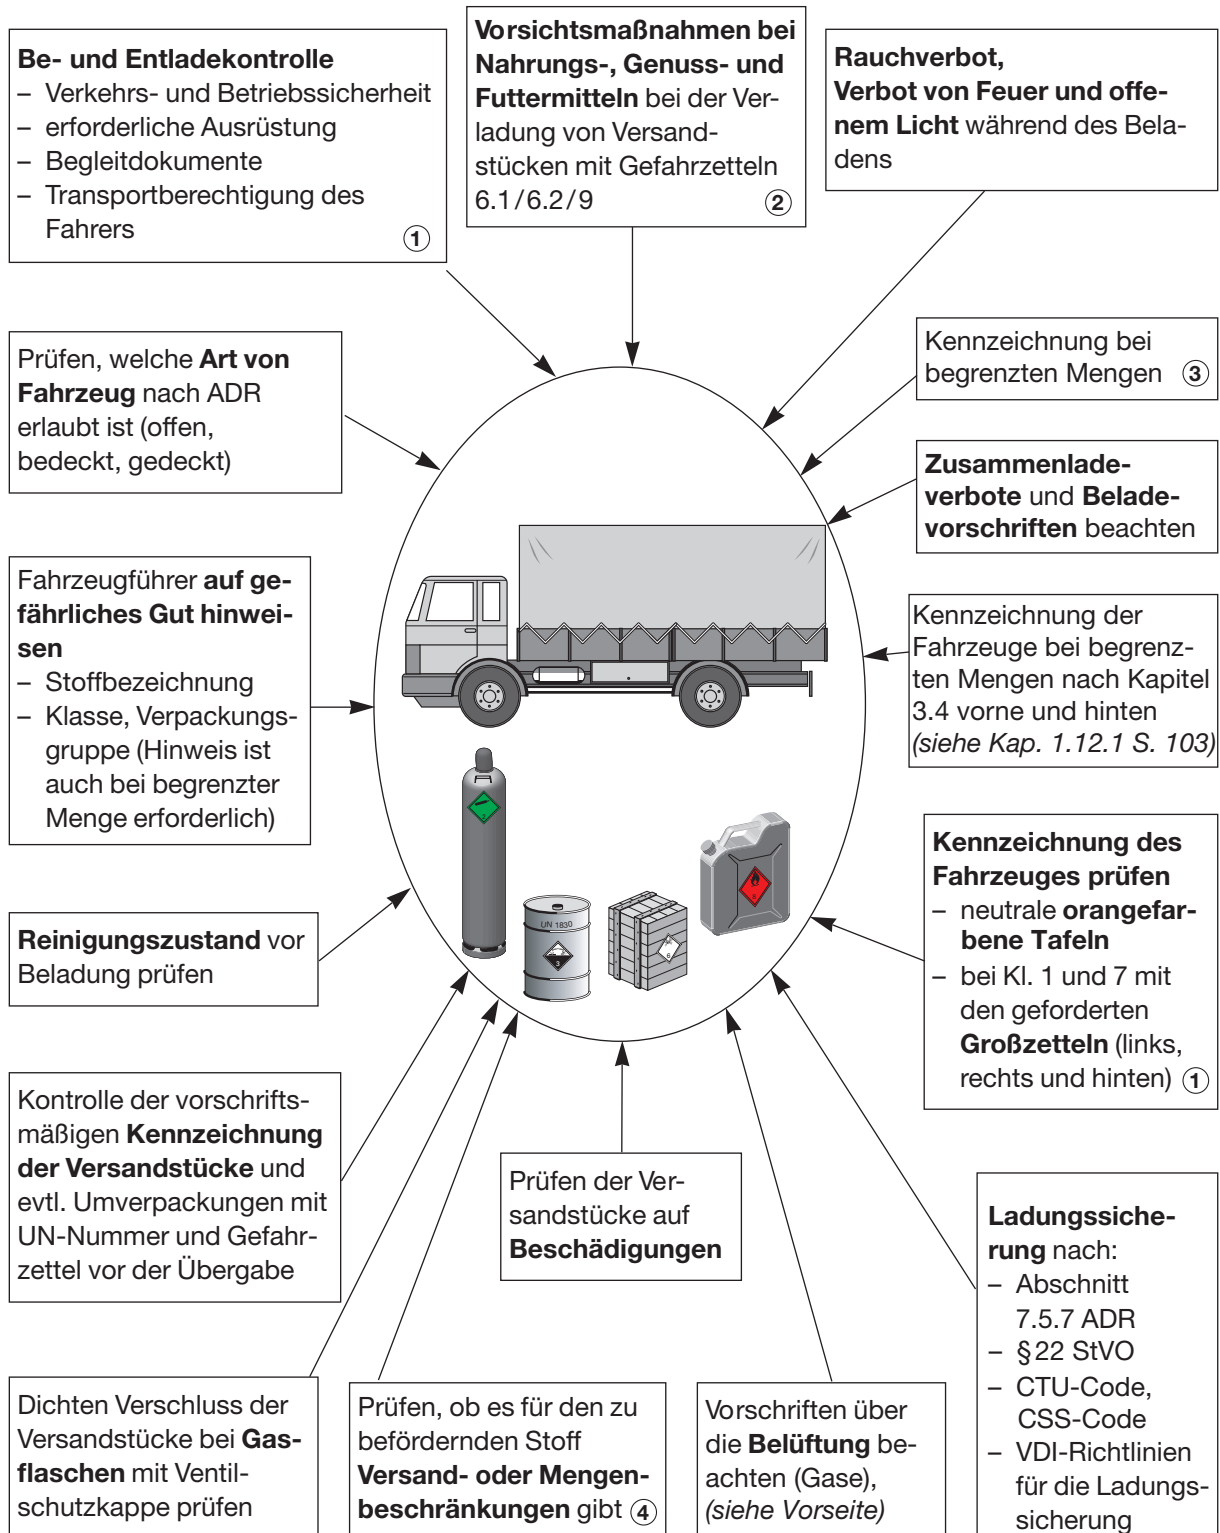 Be- und Entladekontrolle
– Verkehrs- und Betriebssicherheit
– erforderliche Ausrüstung
– Begleitdokumente
– Transportberechtigung des
Fahrers
①
Vorsichtsmaßnahmen bei
Nahrungs-, Genuss- und
Futtermitteln bei der Ver-
ladung von Versand-
stücken mit Gefahrzetteln
6.1/6.2/9 ②
Rauchverbot,
Verbot von Feuer und offe-
nem Licht während des Bela-
dens
Prüfen, welche Art von
Fahrzeug nach ADR
erlaubt ist (offen,
bedeckt, gedeckt)
Kennzeichnung bei
begrenzten Mengen ③
Zusammenlade-
verbote und Belade-
vorschriften beachten
Fahrzeugführer auf ge-
fährliches Gut hinwei-
sen
– Stoffbezeichnung
– Klasse, Verpackungs-
gruppe (Hinweis ist
auch bei begrenzter
Menge erforderlich)
Kennzeichnung der
Fahrzeuge bei begrenz-
ten Mengen nach Kapitel
3.4 vorne und hinten
(siehe Kap. 1.12.1 S. 103)
2
UN 1830
Kennzeichnung des
Fahrzeuges prüfen
– neutrale orangefar-
bene Tafeln
– bei Kl. 1 und 7 mit
den geforderten
Großzetteln (links,
rechts und hinten) ①
Reinigungszustand vor
Beladung prüfen
Kontrolle der vorschrifts-
mäßigen Kennzeichnung
der Versandstücke und
evtl. Umverpackungen mit
UN-Nummer und Gefahr-
zettel vor der Übergabe
Prüfen der Ver-
sandstücke auf
Beschädigungen
Ladungssiche-
rung nach:
– Abschnitt
7.5.7 ADR
– § 22 StVO
– CTU-Code,
CSS-Code
– VDI-Richtlinien
für die Ladungs-
sicherung
Dichten Verschluss der
Versandstücke bei Gas-
flaschen mit Ventil-
schutzkappe prüfen
Prüfen, ob es für den zu
befördernden Stoff
Versand- oder Mengen-
beschränkungen gibt ④
Vorschriften über
die Belüftung be-
achten (Gase),
(siehe Vorseite)